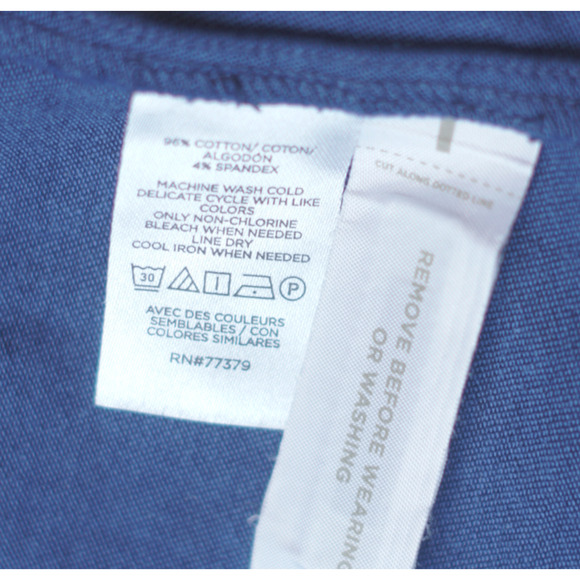 96% COTTON/ COTON/
ALGODÓN
4% SPANDEX
MACHINE WASH COLD
DELICATE CYCLE WITH LIKE
COLORS
ONLY NON-CHLORINE
BLEACH WHEN NEEDED
LINE DRY
COOL IRON WHEN NEEDED
30 P
AVEC DES COULEURS
SEMBLABLES / CON
COLORES SIMILARES
RN#77379
CUT ALONG DOTTED LINE
REMOVE BEFORE WEARING
OR WASHING